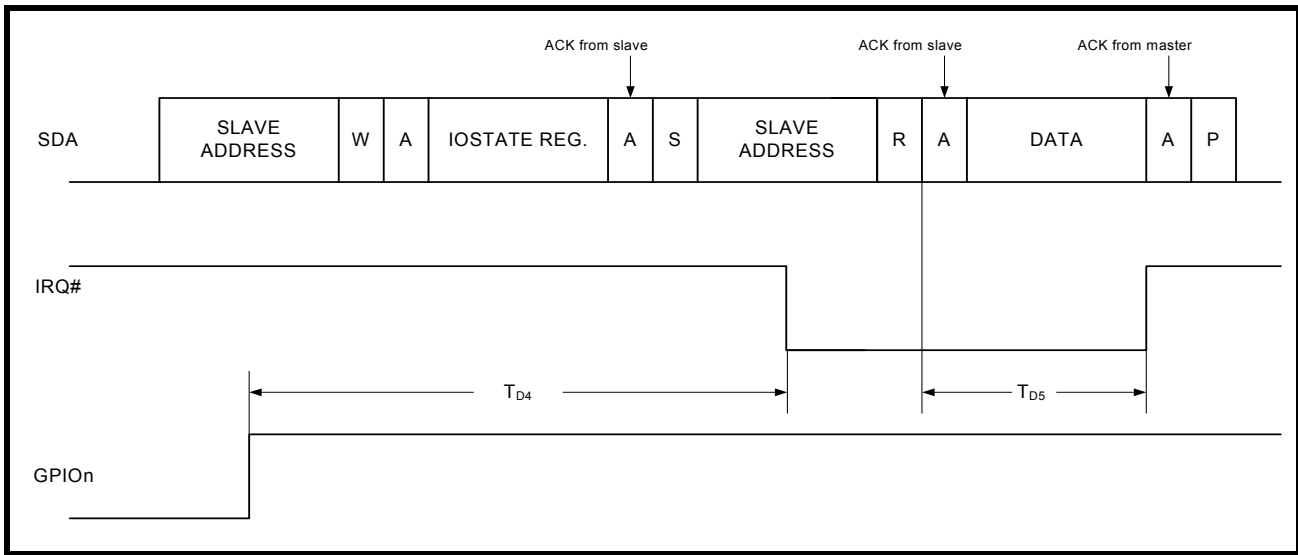 ACK from slave
ACK from slave
ACK from master
SDA
SLAVE
ADDRESS
W
A
IOSTATE REG.
A
S
SLAVE
ADDRESS
R
A
DATA
A
P
IRQ#
TD4
TD5
GPIOn